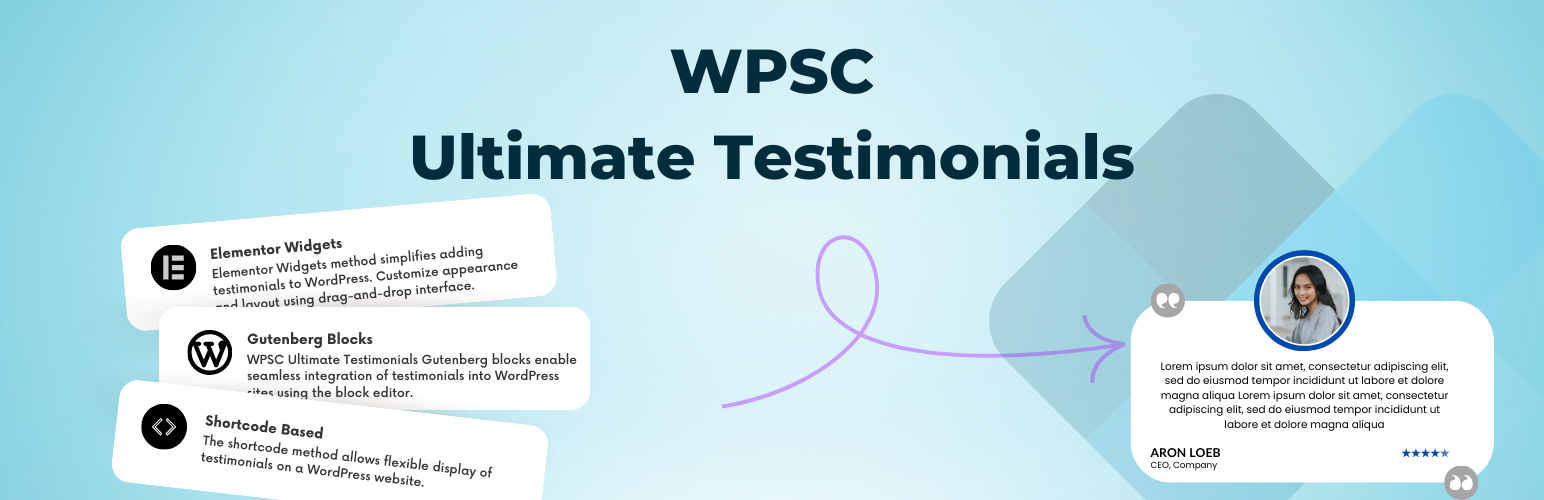 WPSC
Ultimate Testimonials
Elementor Widgets
Elementor Widgets method simplifies adding
testimonials to WordPress. Customize appearance
and layout using drag-and-drop interface.
Gutenberg Blocks
WPSC Ultimate Testimonials Gutenberg blocks enable
seamless integration of testimonials into WordPress
sites using the block editor.
Shortcode Based
The shortcode method allows flexible display of
testimonials on a WordPress website.
Lorem ipsum dolor sit amet, consectetur adipiscing elit,
sed do eiusmod tempor incididunt ut labore et dolore
magna aliqua Lorem ipsum dolor sit amet, consectetur
adipiscing elit, sed do eiusmod tempor incididunt ut
labore et dolore magna aliqua
ARON LOEB
CEO, Company